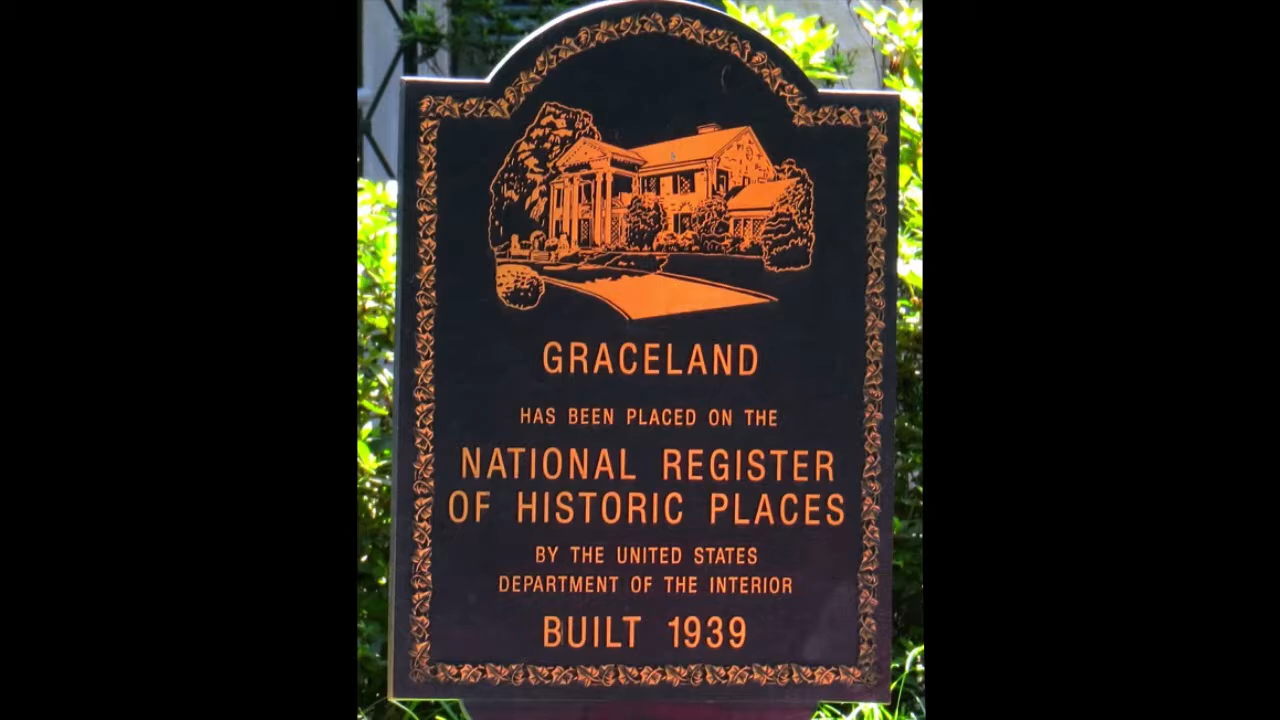 GRACELAND
HAS BEEN PLACED ON THE
NATIONAL REGISTER
OF HISTORIC PLACES
BY THE UNITED STATES
DEPARTMENT OF THE INTERIOR
BUILT 1939